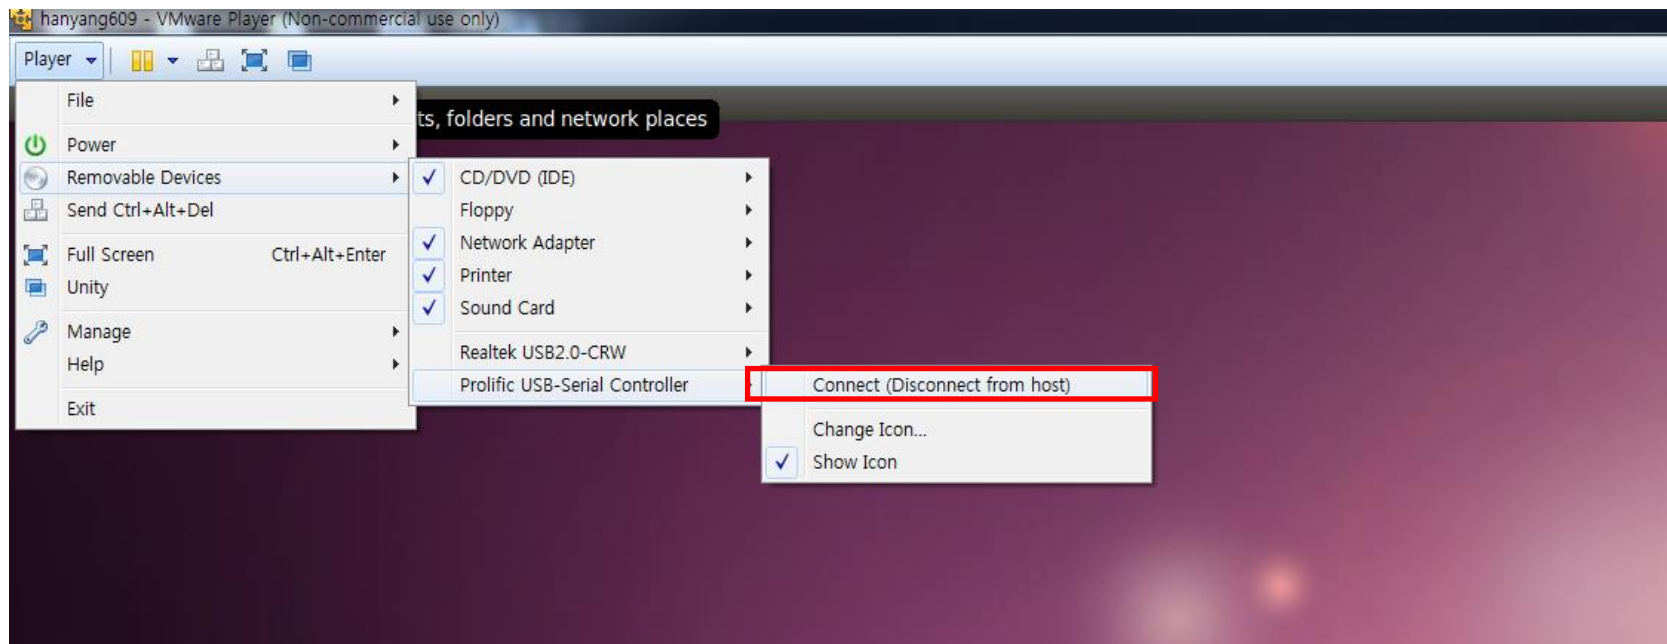 hanyang609 - VMware Player (Non-commercial use only)
Player
File
ts, folders and network places
Power
Removable Devices
CD/DVD (IDE)
Send Ctrl+Alt+Del
Floppy
Network Adapter
Full Screen Ctrl+Alt+Enter
Printer
Unity
Sound Card
Manage
Realtek USB2.0-CRW
Help
Prolific USB-Serial Controller
Connect (Disconnect from host)
Exit
Change Icon...
Show Icon